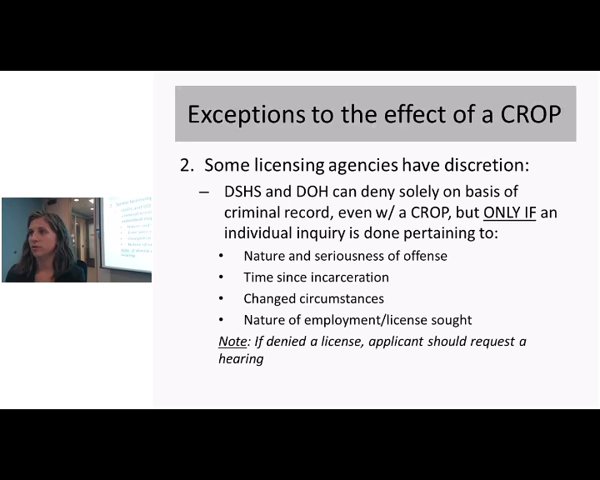 Exceptions to the effect of a CROP
2. Some licensing agencies have discretion:
– DSHS and DOH can deny solely on basis of
criminal record, even w/ a CROP, but ONLY IF an
individual inquiry is done pertaining to:
• Nature and seriousness of offense
• Time since incarceration
• Changed circumstances
• Nature of employment/license sought
Note: If denied a license, applicant should request a
hearing